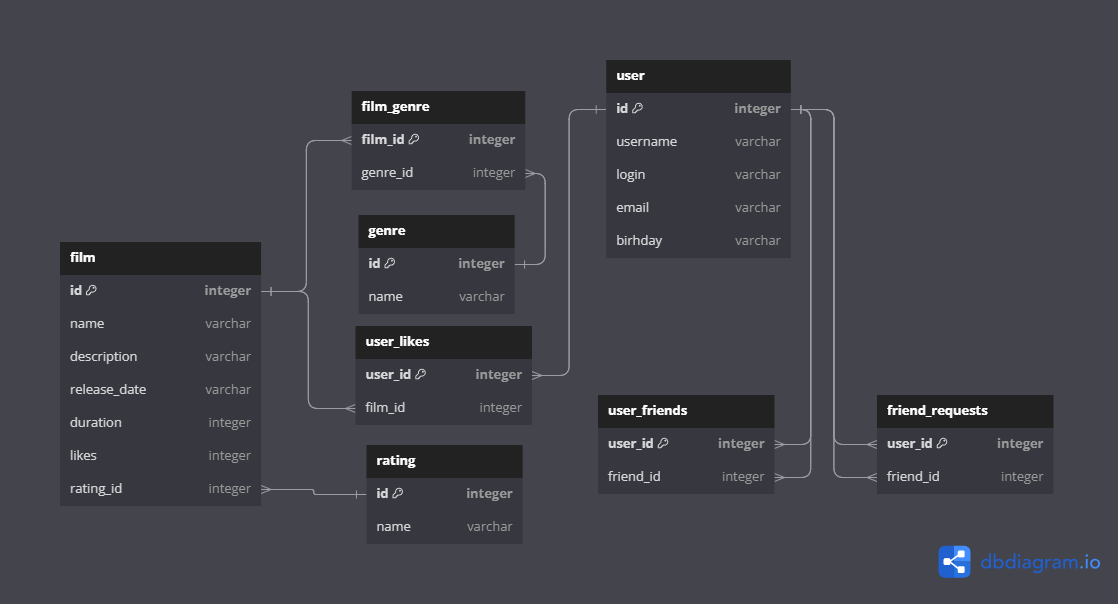 film
id integer
name varchar
description varchar
release_date varchar
duration integer
likes integer
rating_id integer
film_genre
film_id integer
genre_id integer
genre
id integer
name varchar
user_likes
user_id integer
film_id integer
rating
id integer
name varchar
user
id integer
username varchar
login varchar
email varchar
birhday varchar
user_friends
user_id integer
friend_id integer
friend_requests
user_id integer
friend_id integer
dbdiagram.io